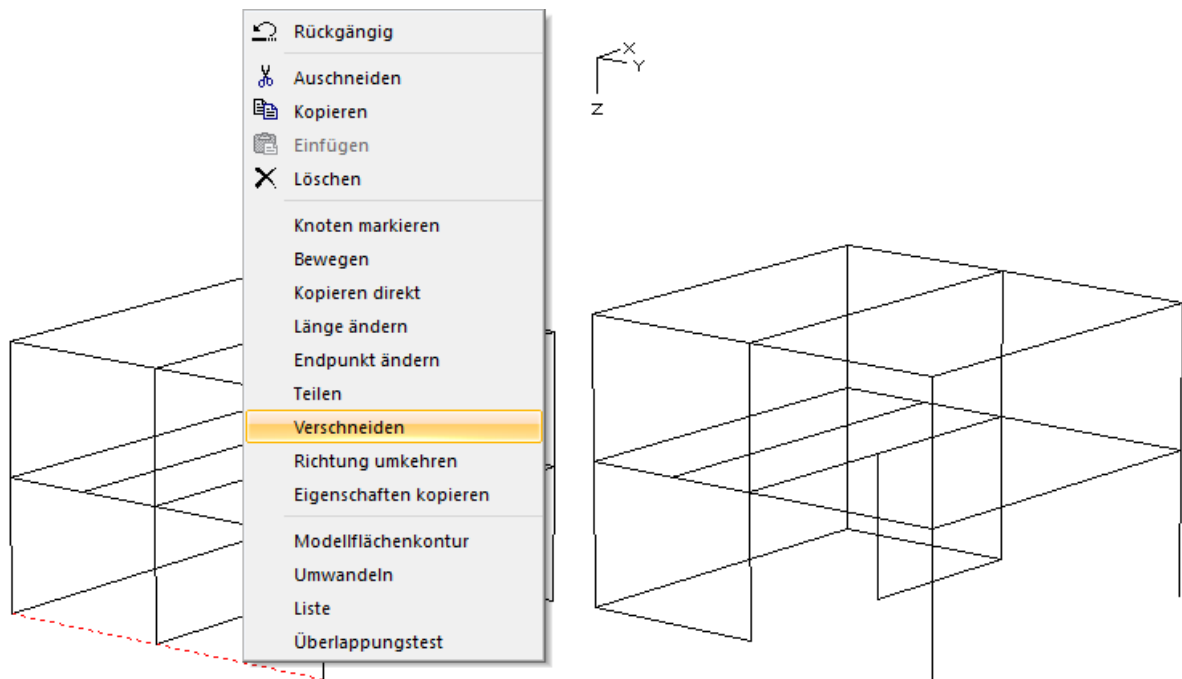 Rückgängig
Auschneiden
Kopieren
Einfügen
Löschen
Knoten markieren
Bewegen
Kopieren direkt
Länge ändern
Endpunkt ändern
Teilen
Verschneiden
Richtung umkehren
Eigenschaften kopieren
Modellflächenkontur
Umwandeln
Liste
Überlappungstest
X
Y
Z